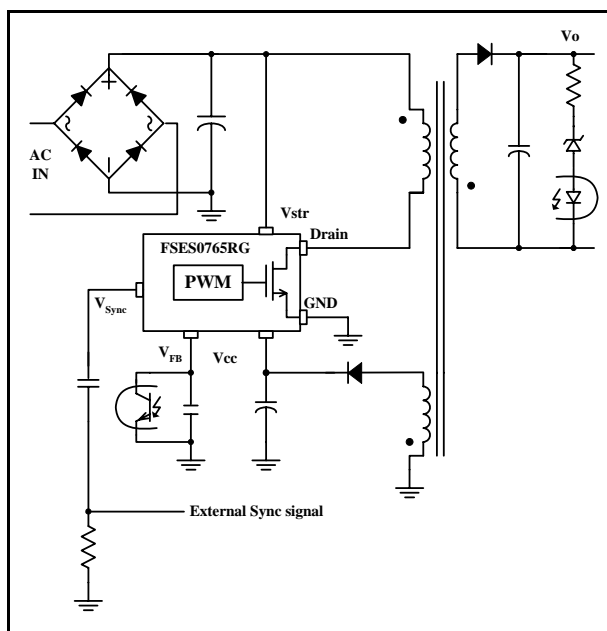 Vo
AC
IN
Vstr
FSES0765RG
Drain
PWM
VSync
GND
VFB
Vcc
External Sync signal